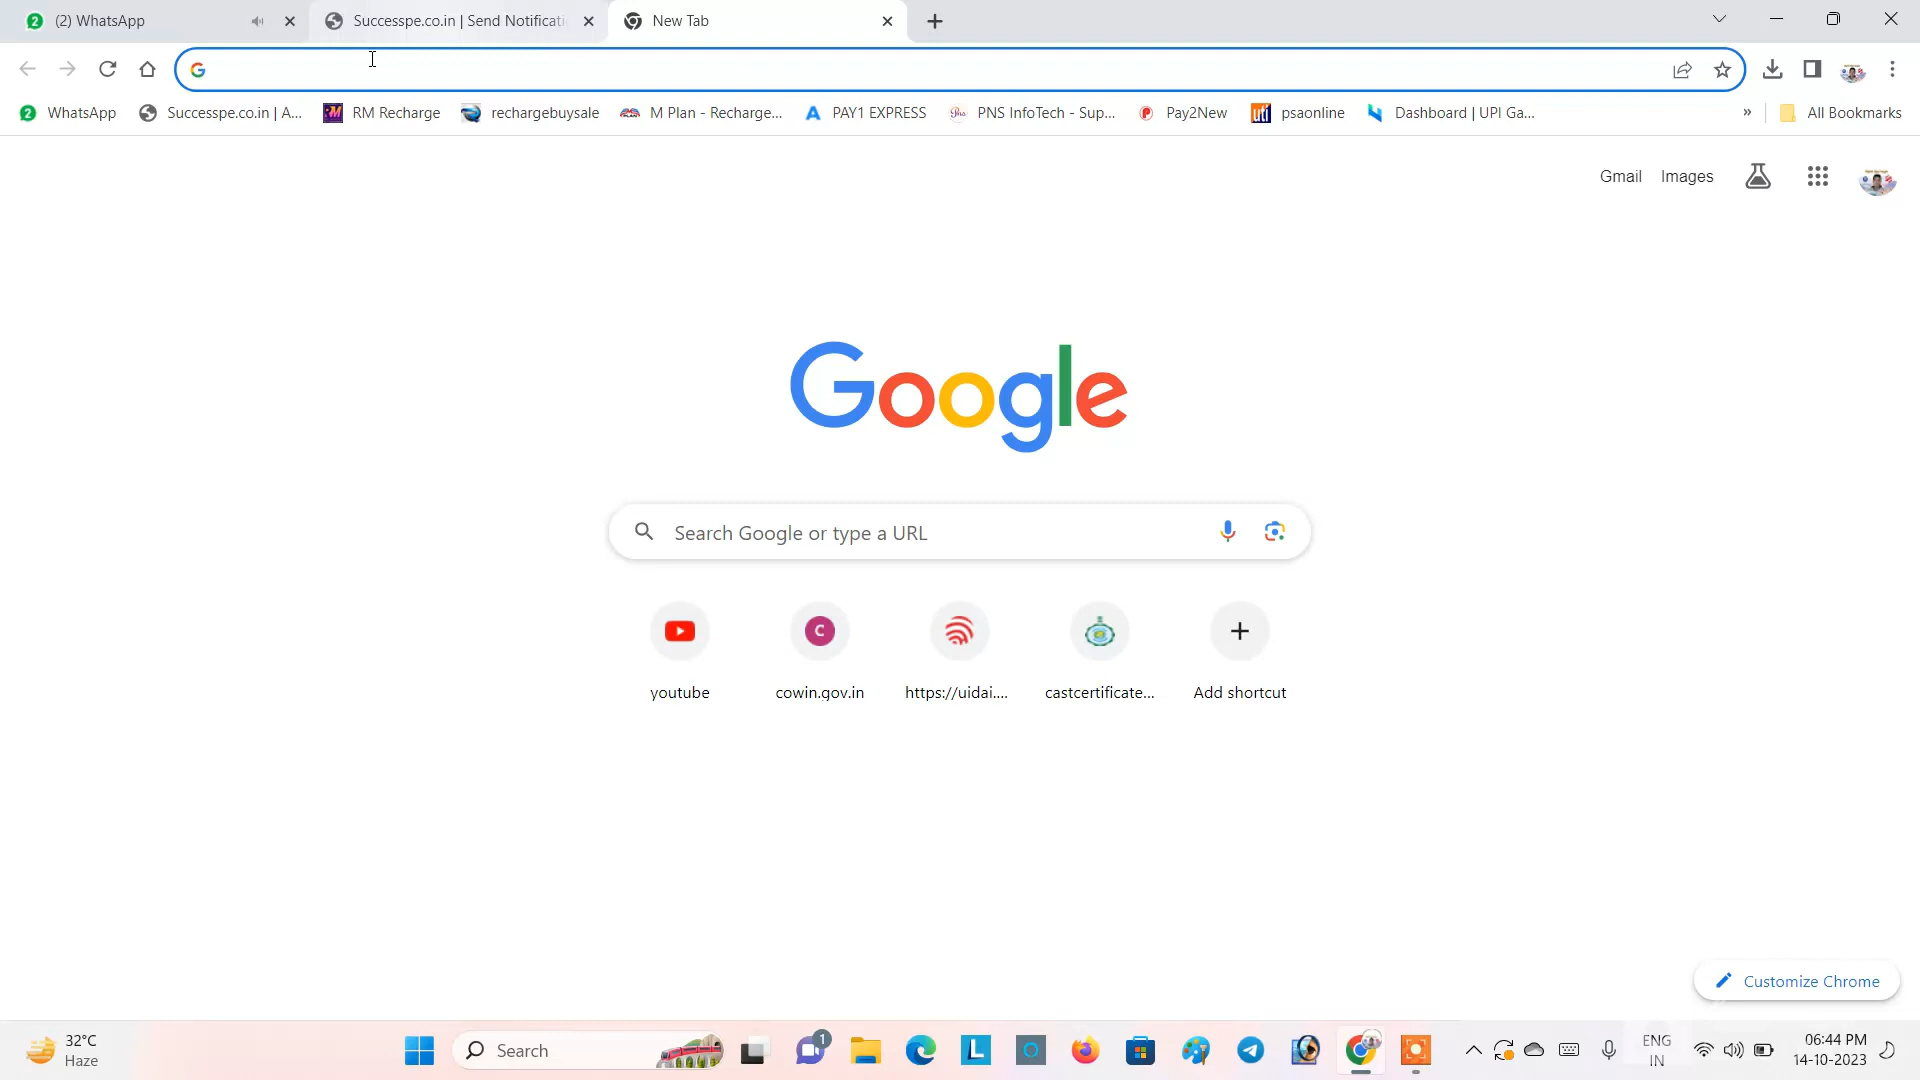 (2) WhatsApp
Successpe.co.in | Send Notificati
New Tab
WhatsApp
Successpe.co.in | A...
RM Recharge
rechargebuysale
M Plan - Recharge...
PAY1 EXPRESS
PNS InfoTech - Sup...
Pay2New
psaonline
Dashboard | UPI Ga...
»
All Bookmarks
Gmail
Images
Google
Search Google or type a URL
youtube
cowin.gov.in
https://uidai....
castcertificate...
Add shortcut
Customize Chrome
32°C
Haze
Search
1
ENG
IN
06:44 PM
14-10-2023